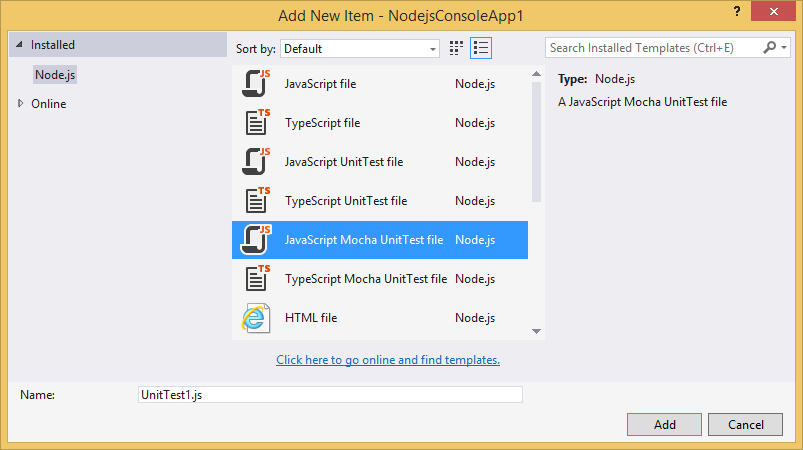 Add New Item - NodejsConsoleApp1
?
Installed
Node.js
Online
Sort by: Default
Search Installed Templates (Ctrl+E)
JS JavaScript file Node.js
TS TypeScript file Node.js
JS JavaScript UnitTest file Node.js
TS TypeScript UnitTest file Node.js
JS JavaScript Mocha UnitTest file Node.js
TS TypeScript Mocha UnitTest file Node.js
HTML file Node.js
Type: Node.js
A JavaScript Mocha UnitTest file
Click here to go online and find templates.
Name: UnitTest1.js
Add Cancel